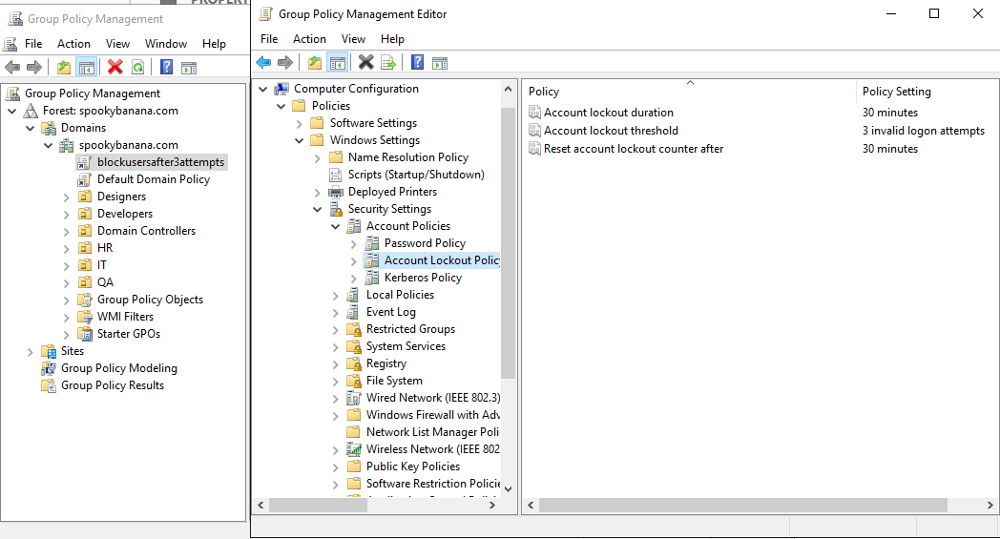 PROPERT
Group Policy Management
File Action View Window Help
Group Policy Management
Forest: spookybanana.com
Domains
spookybanana.com
blockusersafter3attempts
Default Domain Policy
Designers
Developers
Domain Controllers
HR
IT
QA
Group Policy Objects
WMI Filters
Starter GPOs
Sites
Group Policy Modeling
Group Policy Results
Group Policy Management Editor
File Action View Help
Computer Configuration
Policies
Software Settings
Windows Settings
Name Resolution Policy
Scripts (Startup/Shutdown)
Deployed Printers
Security Settings
Account Policies
Password Policy
Account Lockout Polic
Kerberos Policy
Local Policies
Event Log
Restricted Groups
System Services
Registry
File System
Wired Network (IEEE 802.3)
Windows Firewall with Adv
Network List Manager Poli
Wireless Network (IEEE 802
Public Key Policies
Software Restriction Policie
Policy Policy Setting
Account lockout duration 30 minutes
Account lockout threshold 3 invalid logon attempts
Reset account lockout counter after 30 minutes